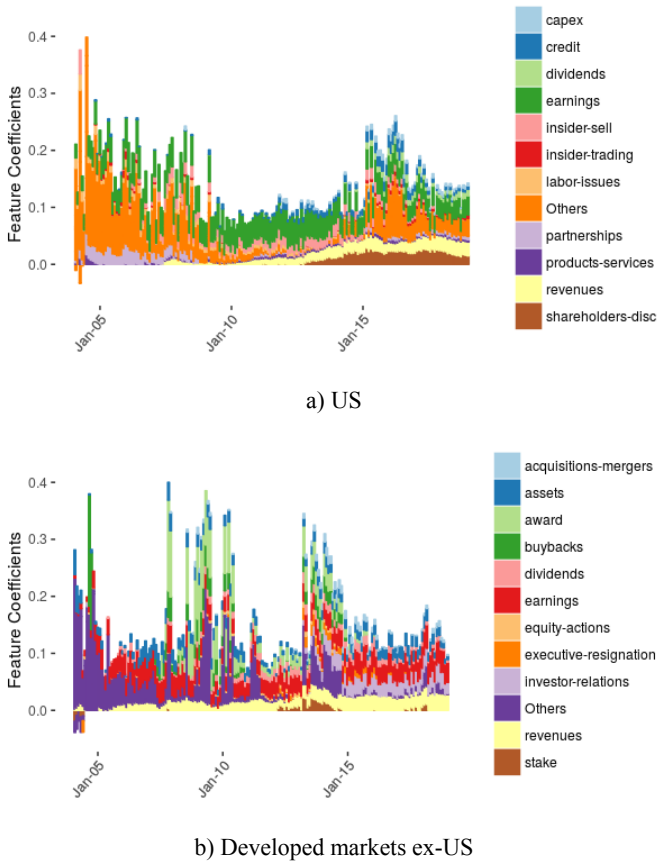 0.4
0.3
0.2
0.1
0.0
Feature Coefficients
Jan-05
Jan-10
Jan-15
capex
credit
dividends
earnings
insider-sell
insider-trading
labor-issues
Others
partnerships
products-services
revenues
shareholders-disc
a) US
0.4
0.3
0.2
0.1
0.0
Feature Coefficients
Jan-05
Jan-10
Jan-15
acquisitions-mergers
assets
award
buybacks
dividends
earnings
equity-actions
executive-resignation
investor-relations
Others
revenues
stake
b) Developed markets ex-US